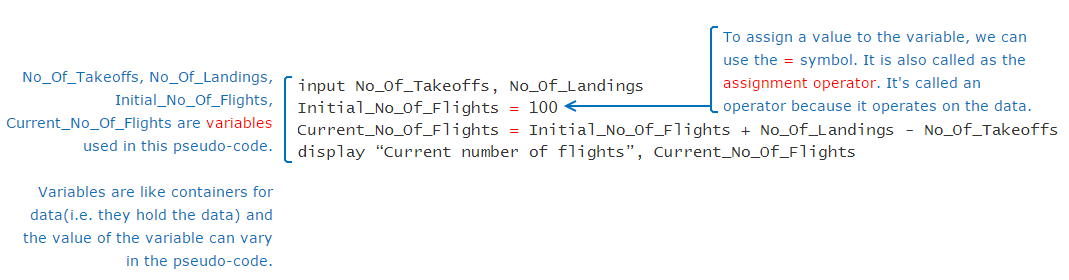 No_Of_Takeoffs, No_Of_Landings,
Initial_No_Of_Flights,
Current_No_Of_Flights are variables
used in this pseudo-code.
Variables are like containers for
data(i.e. they hold the data) and
the value of the variable can vary
in the pseudo-code.
input No_Of_Takeoffs, No_Of_Landings
Initial_No_Of_Flights = 100
Current_No_Of_Flights = Initial_No_Of_Flights + No_Of_Landings - No_Of_Takeoffs
display “Current number of flights”, Current_No_Of_Flights
To assign a value to the variable, we can
use the = symbol. It is also called as the
assignment operator. It's called an
operator because it operates on the data.